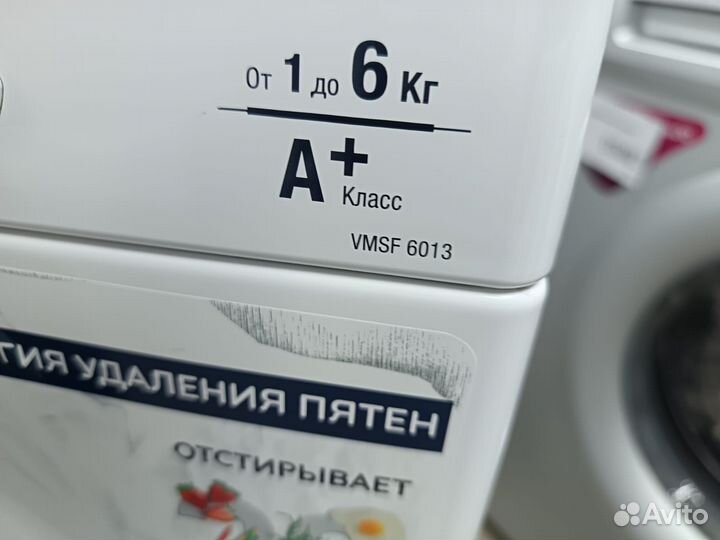 От 1 до 6 Кг
A+ Класс
VMSF 6013
ГИЯ УДАЛЕНИЯ ПЯТЕН
ОТСТИРЫВАЕТ
Avito